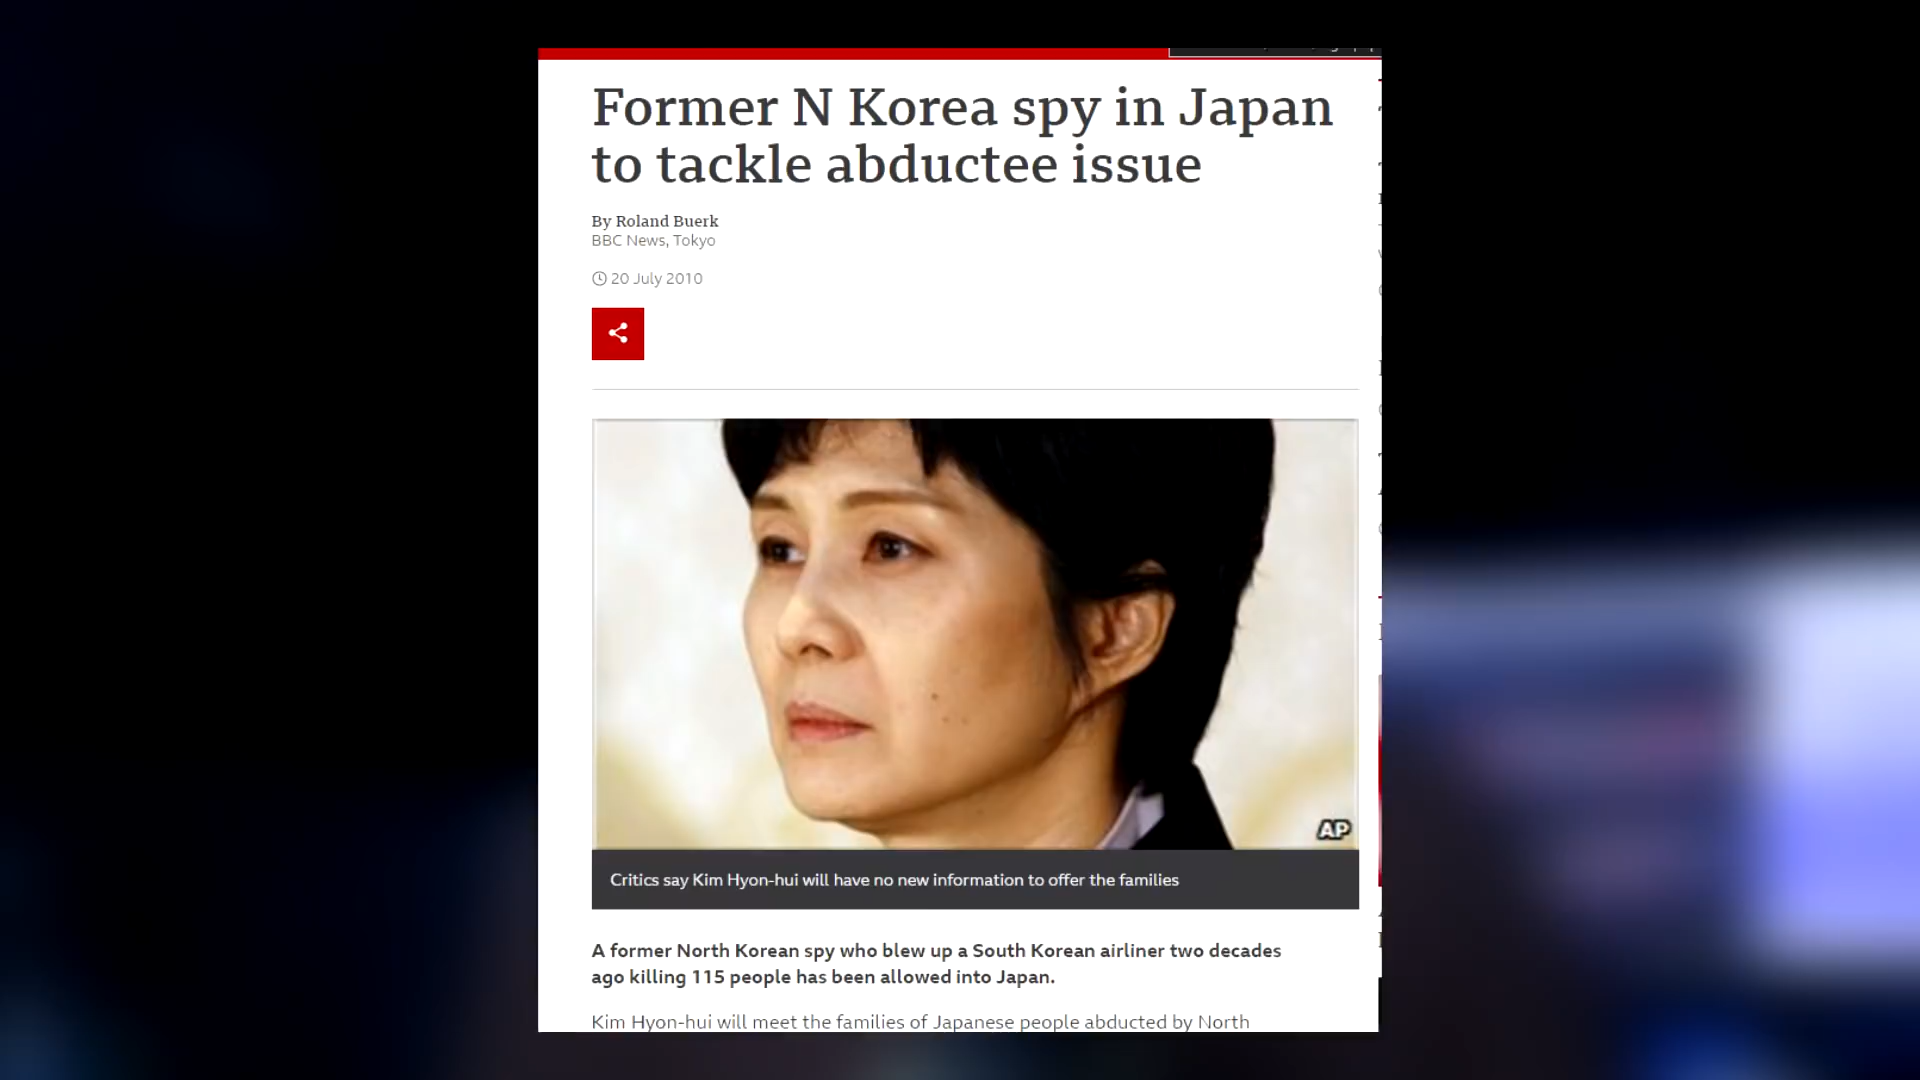 Former N Korea spy in Japan
to tackle abductee issue
By Roland Buerk
BBC News, Tokyo
20 July 2010
AP
Critics say Kim Hyon-hui will have no new information to offer the families
A former North Korean spy who blew up a South Korean airliner two decades
ago killing 115 people has been allowed into Japan.
Kim Hyon-hui will meet the families of Japanese people abducted by North